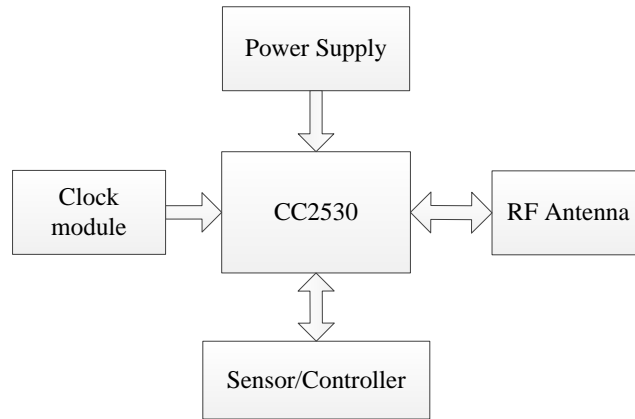 Power Supply
Clock
module
CC2530
RF Antenna
Sensor/Controller